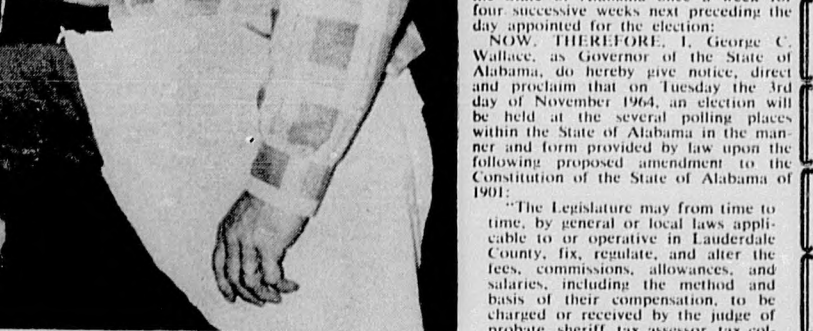 four successive weeks next preceding the
day appointed for the election:
NOW, THEREFORE, I, George C.
Wallace, as Governor of the State of
Alabama, do hereby give notice, direct
and proclaim that on Tuesday the 3rd
day of November 1964, an election will
be held at the several polling places
within the State of Alabama in the man-
ner and form provided by law upon the
following proposed amendment to the
Constitution of the State of Alabama of
1901:
"The Legislature may from time to
time, by general or local laws appli-
cable to or operative in Lauderdale
County, fix, regulate, and alter the
fees, commissions, allowances, and
salaries, including the method and
basis of their compensation, to be
charged or received by the judge of
probate, sheriff, tax assessor, tax col-